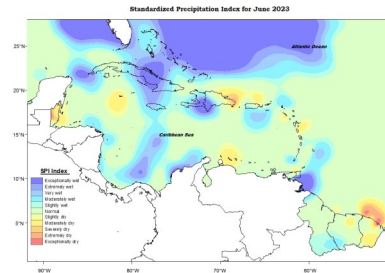 Standardized Precipitation Index for June 2023
25°N
20°N
15°N
10°N
5°N
Atlantic Ocean
Caribbean Sea
SPI Index
Exceptionally wet
Extremely wet
Very wet
Moderately wet
Slightly wet
Normal
Slightly dry
Moderately dry
Severely dry
Extremely dry
Exceptionally dry
90°W
80°W
70°W
60°W